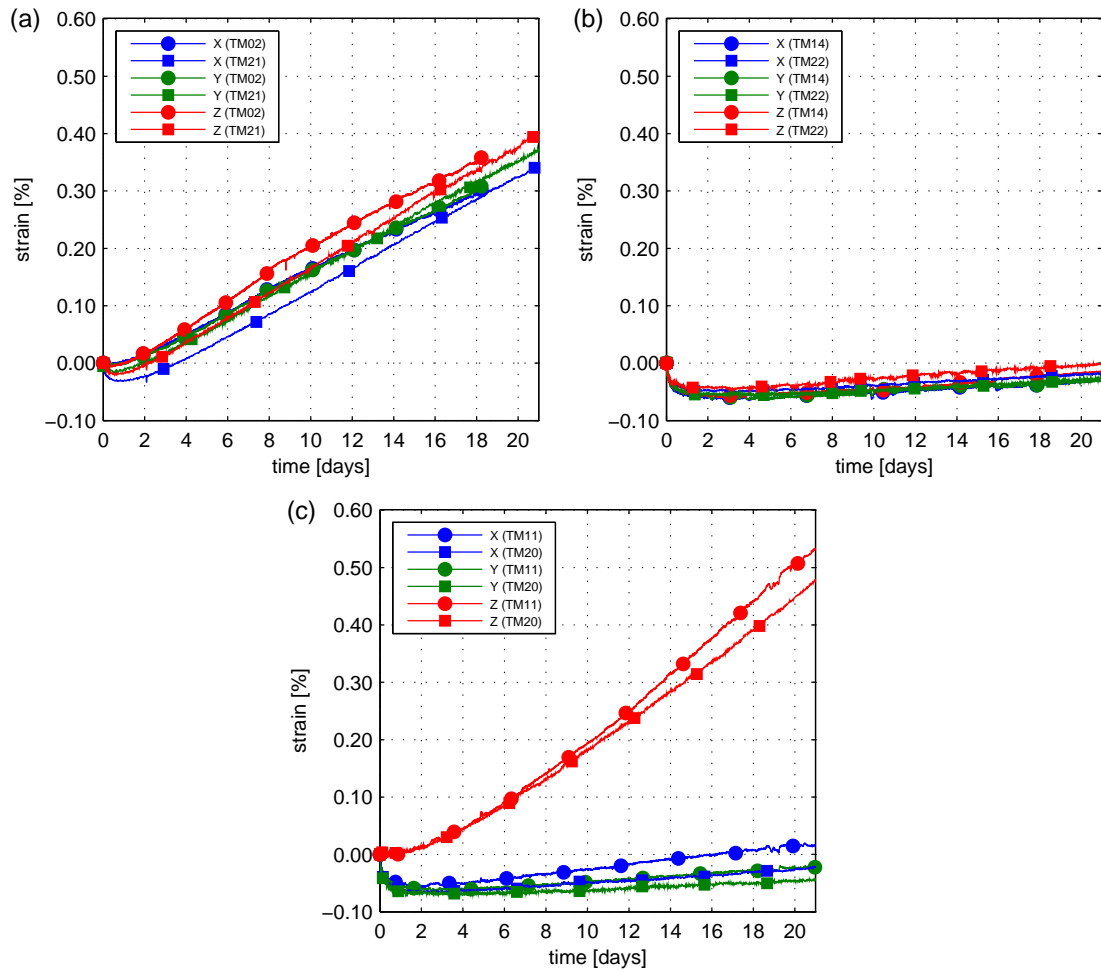 (a)
X (TM02)
X (TM21)
Y (TM02)
Y (TM21)
Z (TM02)
Z (TM21)
0.60
0.50
0.40
0.30
0.20
0.10
0.00
−0.10
strain [%]
0 2 4 6 8 10 12 14 16 18 20
time [days]
(b)
X (TM14)
X (TM22)
Y (TM14)
Y (TM22)
Z (TM14)
Z (TM22)
0.60
0.50
0.40
0.30
0.20
0.10
0.00
−0.10
strain [%]
0 2 4 6 8 10 12 14 16 18 20
time [days]
(c)
X (TM11)
X (TM20)
Y (TM11)
Y (TM20)
Z (TM11)
Z (TM20)
0.60
0.50
0.40
0.30
0.20
0.10
0.00
−0.10
strain [%]
0 2 4 6 8 10 12 14 16 18 20
time [days]